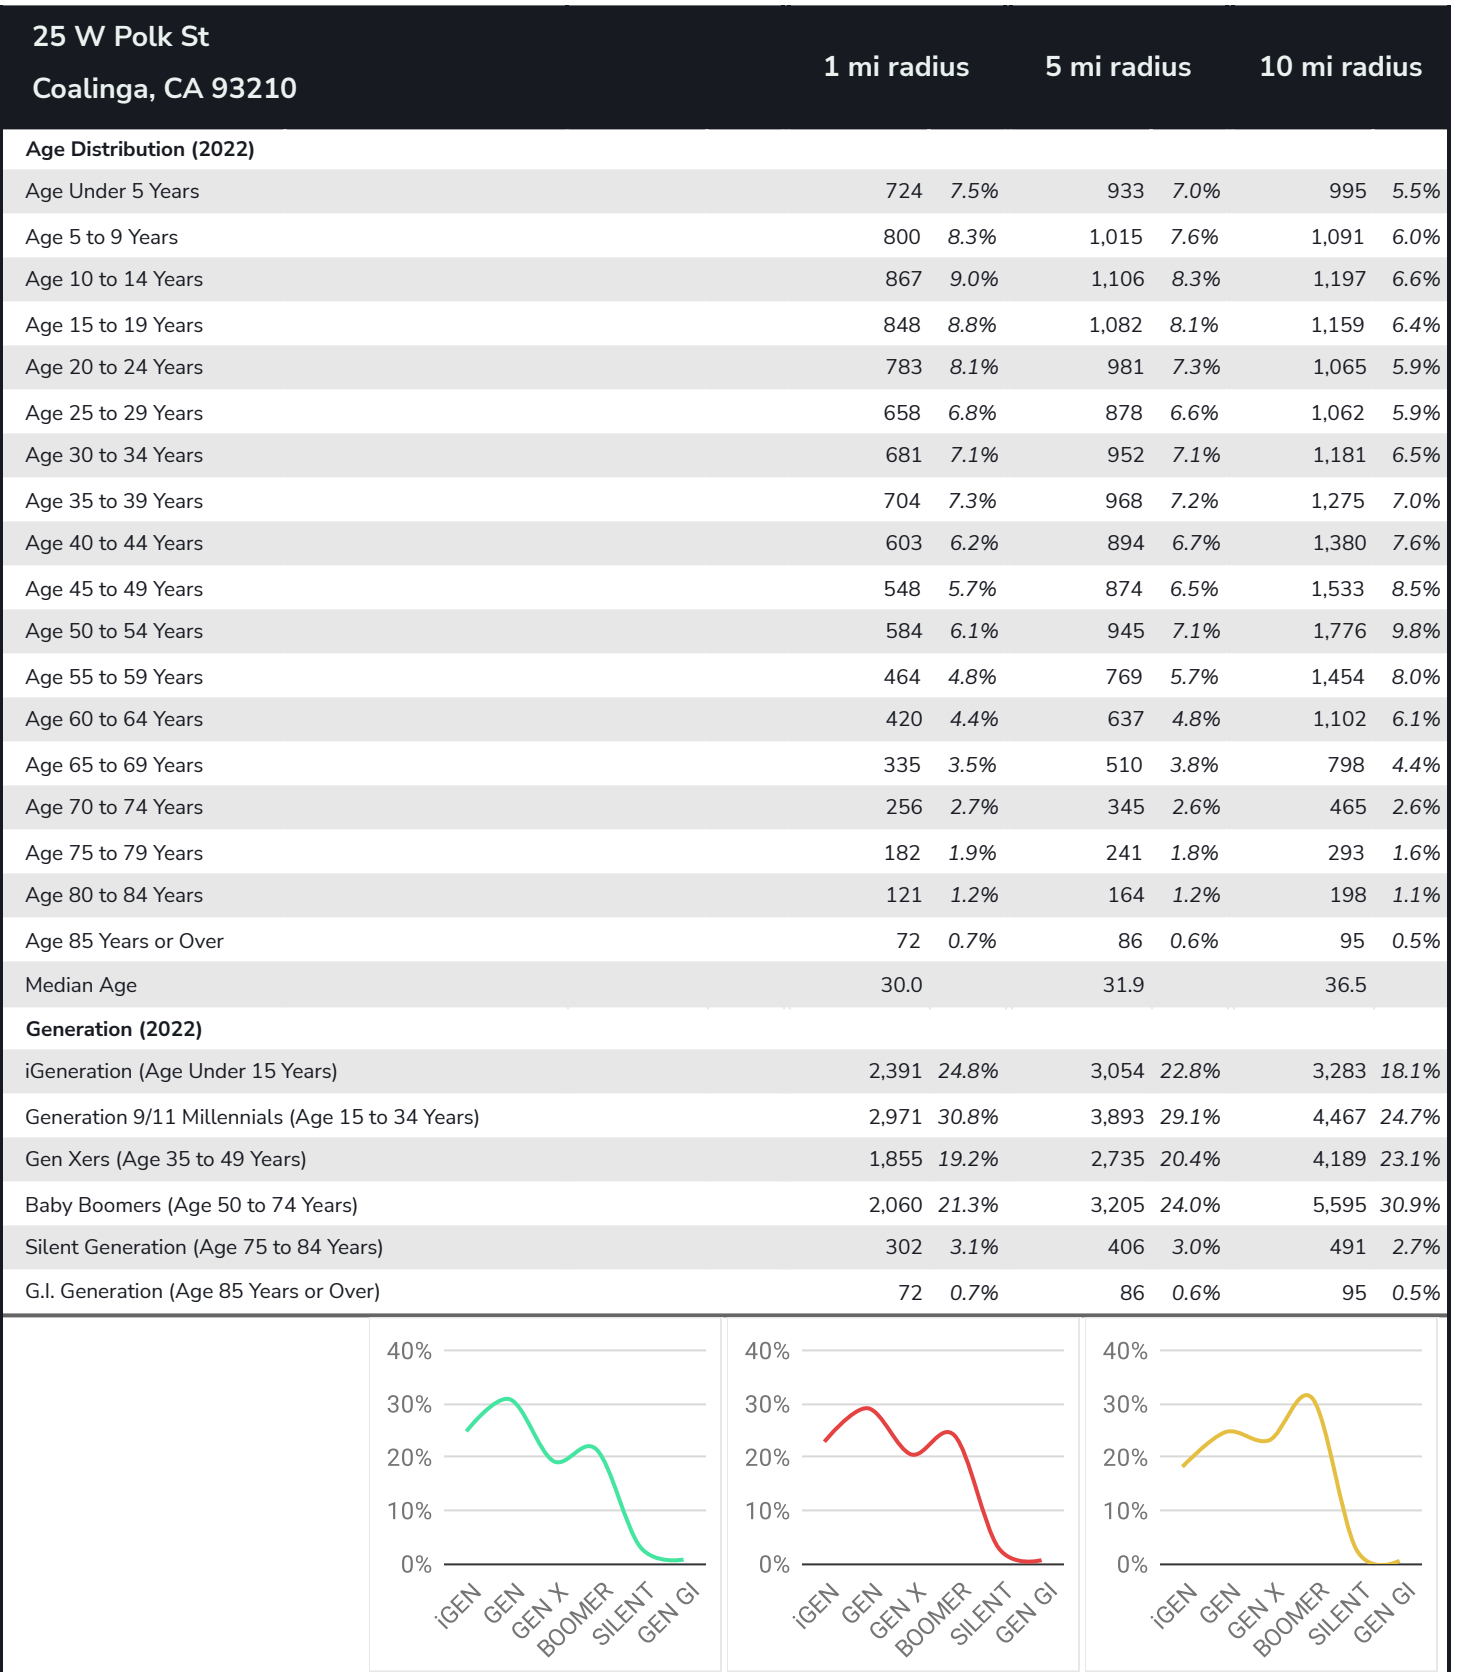 25 W Polk St
Coalinga, CA 93210
1 mi radius 5 mi radius 10 mi radius
Age Distribution (2022)
Age Under 5 Years 724 7.5% 933 7.0% 995 5.5%
Age 5 to 9 Years 800 8.3% 1,015 7.6% 1,091 6.0%
Age 10 to 14 Years 867 9.0% 1,106 8.3% 1,197 6.6%
Age 15 to 19 Years 848 8.8% 1,082 8.1% 1,159 6.4%
Age 20 to 24 Years 783 8.1% 981 7.3% 1,065 5.9%
Age 25 to 29 Years 658 6.8% 878 6.6% 1,062 5.9%
Age 30 to 34 Years 681 7.1% 952 7.1% 1,181 6.5%
Age 35 to 39 Years 704 7.3% 968 7.2% 1,275 7.0%
Age 40 to 44 Years 603 6.2% 894 6.7% 1,380 7.6%
Age 45 to 49 Years 548 5.7% 874 6.5% 1,533 8.5%
Age 50 to 54 Years 584 6.1% 945 7.1% 1,776 9.8%
Age 55 to 59 Years 464 4.8% 769 5.7% 1,454 8.0%
Age 60 to 64 Years 420 4.4% 637 4.8% 1,102 6.1%
Age 65 to 69 Years 335 3.5% 510 3.8% 798 4.4%
Age 70 to 74 Years 256 2.7% 345 2.6% 465 2.6%
Age 75 to 79 Years 182 1.9% 241 1.8% 293 1.6%
Age 80 to 84 Years 121 1.2% 164 1.2% 198 1.1%
Age 85 Years or Over 72 0.7% 86 0.6% 95 0.5%
Median Age 30.0 31.9 36.5
Generation (2022)
iGeneration (Age Under 15 Years) 2,391 24.8% 3,054 22.8% 3,283 18.1%
Generation 9/11 Millennials (Age 15 to 34 Years) 2,971 30.8% 3,893 29.1% 4,467 24.7%
Gen Xers (Age 35 to 49 Years) 1,855 19.2% 2,735 20.4% 4,189 23.1%
Baby Boomers (Age 50 to 74 Years) 2,060 21.3% 3,205 24.0% 5,595 30.9%
Silent Generation (Age 75 to 84 Years) 302 3.1% 406 3.0% 491 2.7%
G.I. Generation (Age 85 Years or Over) 72 0.7% 86 0.6% 95 0.5%
40% 40% 40%
30% 30% 30%
20% 20% 20%
10% 10% 10%
0% 0% 0%
iGEN GEN GEN X BOOMER SILENT GEN GI iGEN GEN GEN X BOOMER SILENT GEN GI iGEN GEN GEN X BOOMER SILENT GEN GI